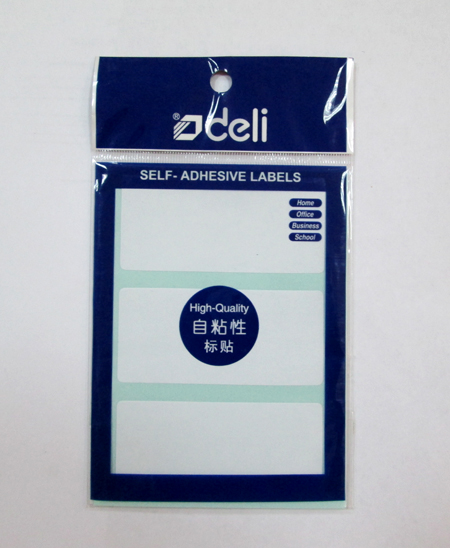 ® deli
SELF- ADHESIVE LABELS
Home
Office
Business
School
High-Quality
自粘性
标贴